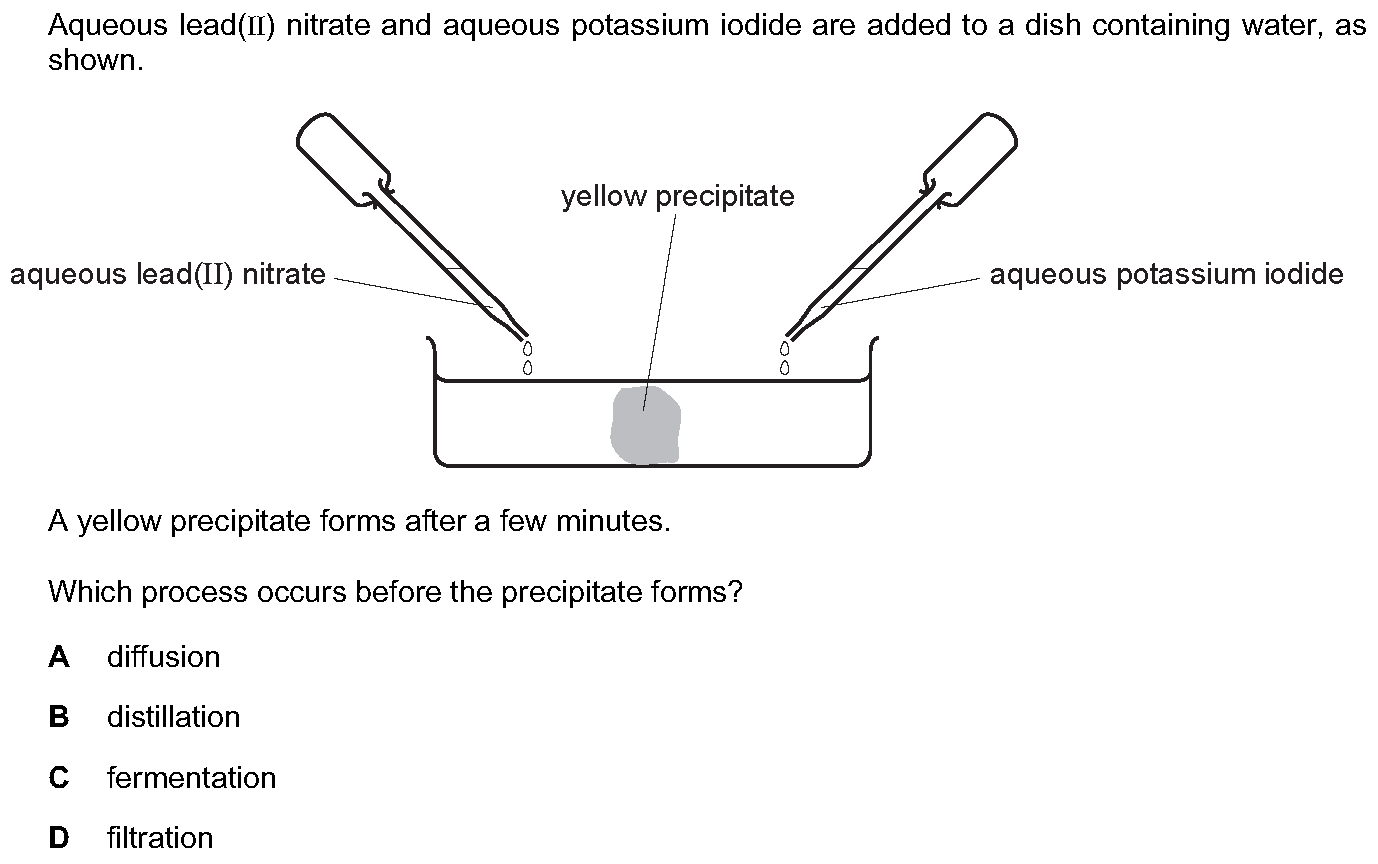 Aqueous lead(II) nitrate and aqueous potassium iodide are added to a dish containing water, as
shown.
yellow precipitate
aqueous lead(II) nitrate
aqueous potassium iodide
A yellow precipitate forms after a few minutes.
Which process occurs before the precipitate forms?
A diffusion
B distillation
C fermentation
D filtration